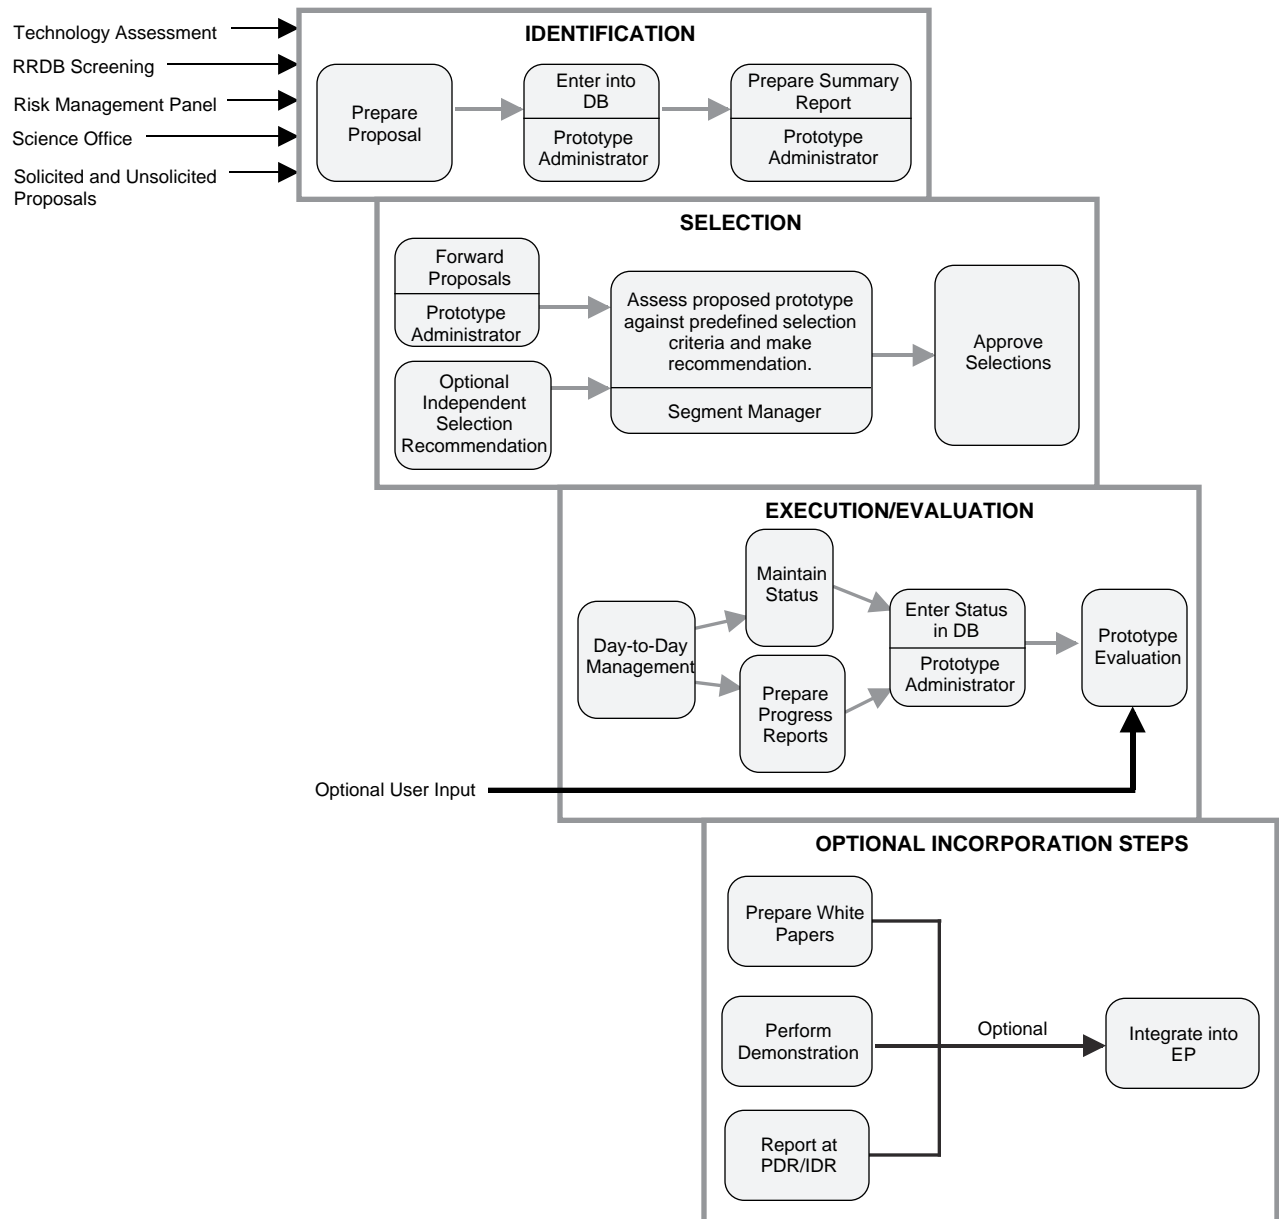 Technology Assessment
RRDB Screening
Risk Management Panel
Science Office
Solicited and Unsolicited
Proposals
IDENTIFICATION
Prepare
Proposal
Enter into
DB
Prototype
Administrator
Prepare Summary
Report
Prototype
Administrator
SELECTION
Forward
Proposals
Prototype
Administrator
Optional
Independent
Selection
Recommendation
Assess proposed prototype
against predefined selection
criteria and make
recommendation.
Segment Manager
Approve
Selections
EXECUTION/EVALUATION
Day-to-Day
Management
Maintain
Status
Prepare
Progress
Reports
Enter Status
in DB
Prototype
Administrator
Prototype
Evaluation
Optional User Input
OPTIONAL INCORPORATION STEPS
Prepare White
Papers
Perform
Demonstration
Report at
PDR/IDR
Optional
Integrate into
EP